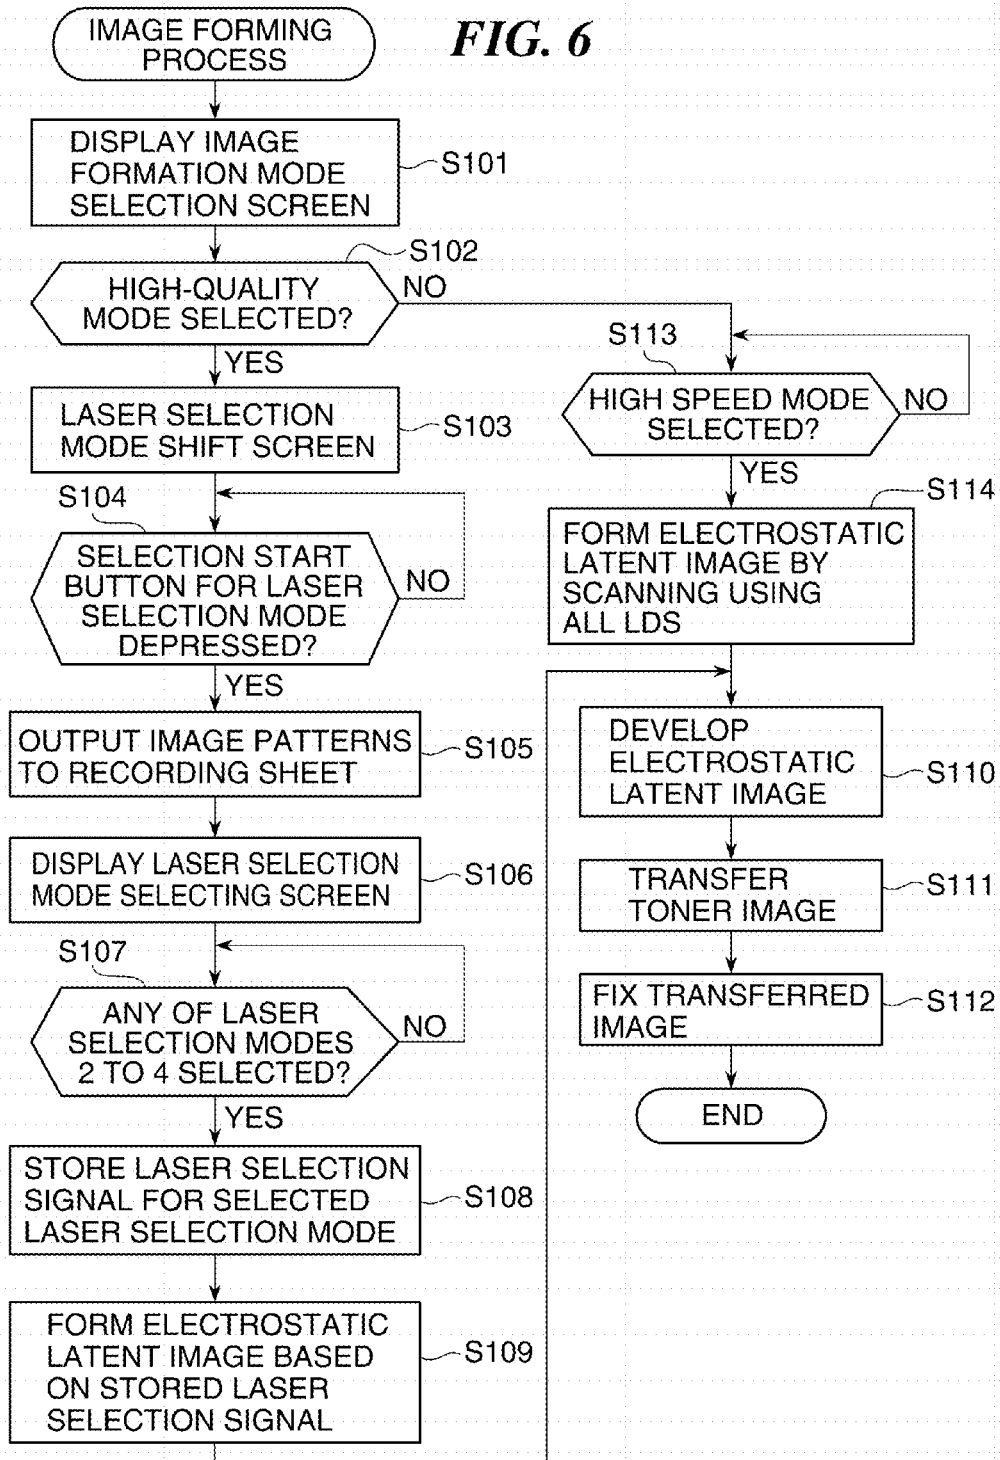 FIG. 6
IMAGE FORMING
PROCESS
DISPLAY IMAGE
FORMATION MODE
SELECTION SCREEN
S101
S102
HIGH-QUALITY
MODE SELECTED?
NO
YES
LASER SELECTION
MODE SHIFT SCREEN
S103
S104
SELECTION START
BUTTON FOR LASER
SELECTION MODE
DEPRESSED?
NO
YES
OUTPUT IMAGE PATTERNS
TO RECORDING SHEET
S105
DISPLAY LASER SELECTION
MODE SELECTING SCREEN
S106
S107
ANY OF LASER
SELECTION MODES
2 TO 4 SELECTED?
NO
YES
STORE LASER SELECTION
SIGNAL FOR SELECTED
LASER SELECTION MODE
S108
FORM ELECTROSTATIC
LATENT IMAGE BASED
ON STORED LASER
SELECTION SIGNAL
S109
S113
HIGH SPEED MODE
SELECTED?
NO
YES
S114
FORM ELECTROSTATIC
LATENT IMAGE BY
SCANNING USING
ALL LDS
DEVELOP
ELECTROSTATIC
LATENT IMAGE
S110
TRANSFER
TONER IMAGE
S111
FIX TRANSFERRED
IMAGE
S112
END